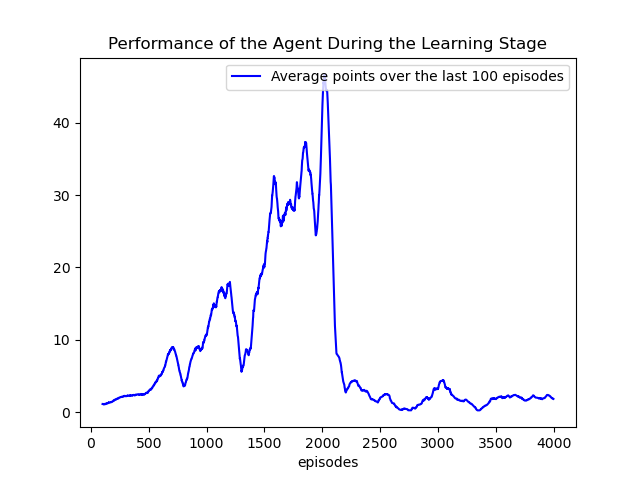 Performance of the Agent During the Learning Stage
Average points over the last 100 episodes
40
30
20
10
0
0 500 1000 1500 2000 2500 3000 3500 4000
episodes